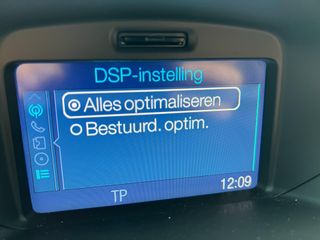 DSP-instelling
Alles optimaliseren
Bestuurd. optim.
TP
12:09